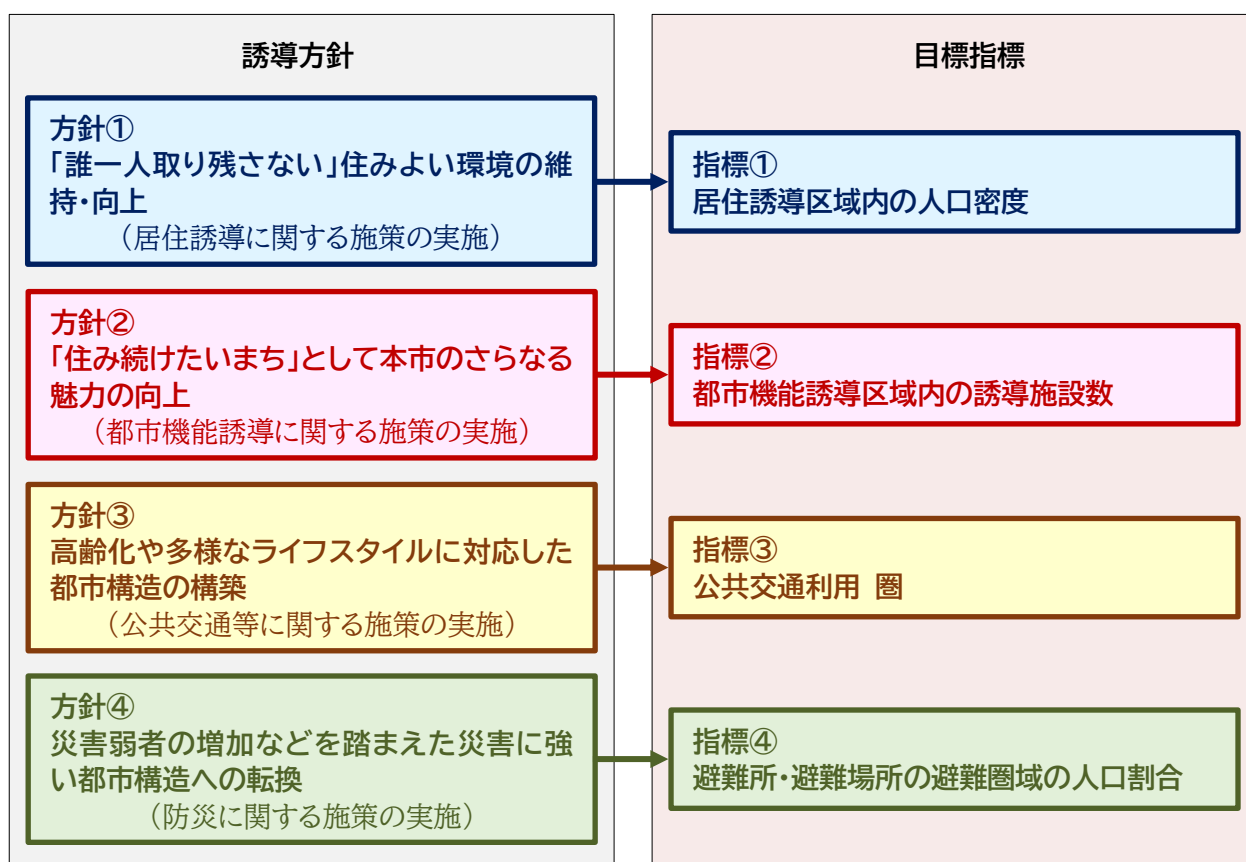 誘導方針
方針①
「誰一人取り残さない」住みよい環境の維
持・向上
（居住誘導に関する施策の実施）
方針②
「住み続けたいまち」として本市のさらなる
魅力の向上
（都市機能誘導に関する施策の実施）
方針③
高齢化や多様なライフスタイルに対応した
都市構造の構築
（公共交通等に関する施策の実施）
方針④
災害弱者の増加などを踏まえた災害に強
い都市構造への転換
（防災に関する施策の実施）
目標指標
指標①
居住誘導区域内の人口密度
指標②
都市機能誘導区域内の誘導施設数
指標③
公共交通利用 圏
指標④
避難所・避難場所の避難圏域の人口割合